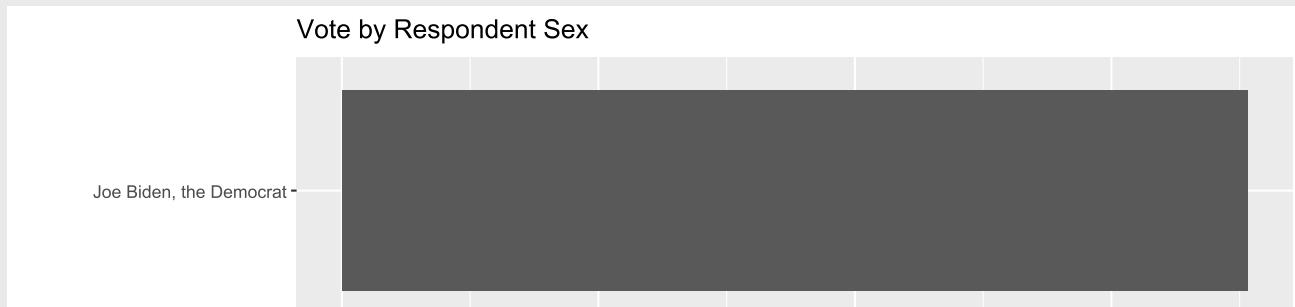 Vote by Respondent Sex
Joe Biden, the Democrat